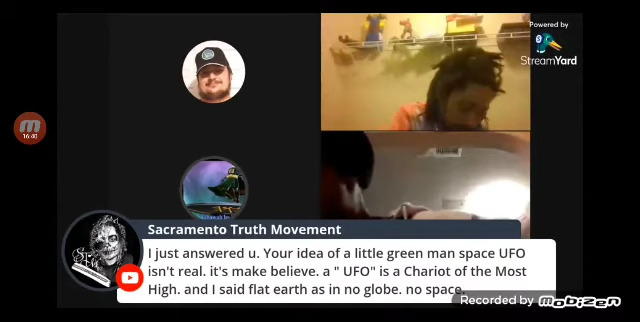 Powered by
StreamYard
16:40
Sacramento Truth Movement
I just answered u. Your idea of a little green man space UFO
isn't real. it's make believe. a " UFO" is a Chariot of the Most
High. and I said flat earth as in no globe. no space.
Recorded by mobizen